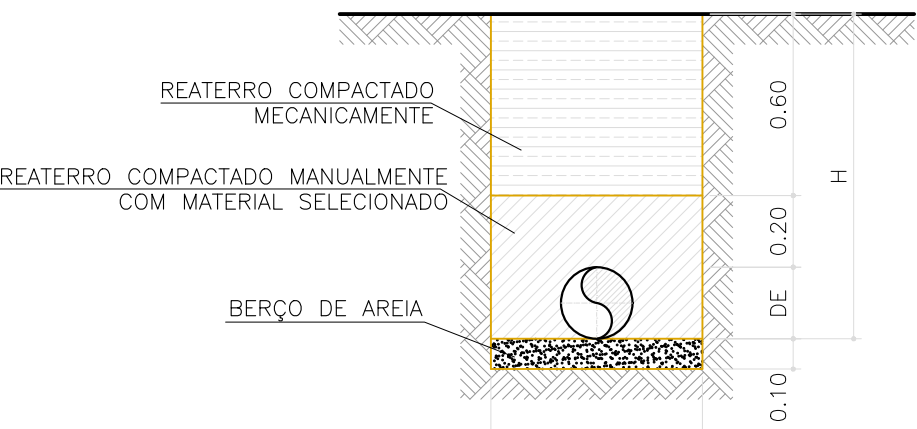 REATERRO COMPACTADO
MECANICAMENTE
REATERRO COMPACTADO MANUALMENTE
COM MATERIAL SELECIONADO
BERÇO DE AREIA
0.60
H
0.20
DE
0.10